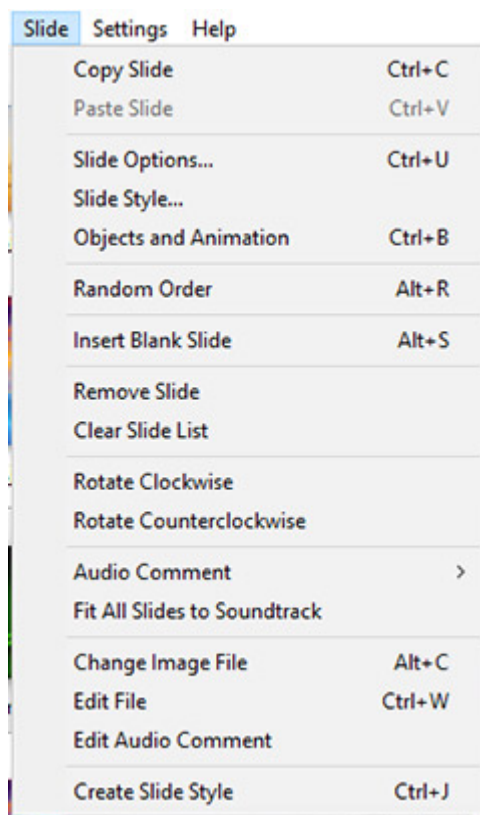 Slide Settings Help
Copy Slide Ctrl+C
Paste Slide Ctrl+V
Slide Options... Ctrl+U
Slide Style...
Objects and Animation Ctrl+B
Random Order Alt+R
Insert Blank Slide Alt+S
Remove Slide
Clear Slide List
Rotate Clockwise
Rotate Counterclockwise
Audio Comment >
Fit All Slides to Soundtrack
Change Image File Alt+C
Edit File Ctrl+W
Edit Audio Comment
Create Slide Style Ctrl+J